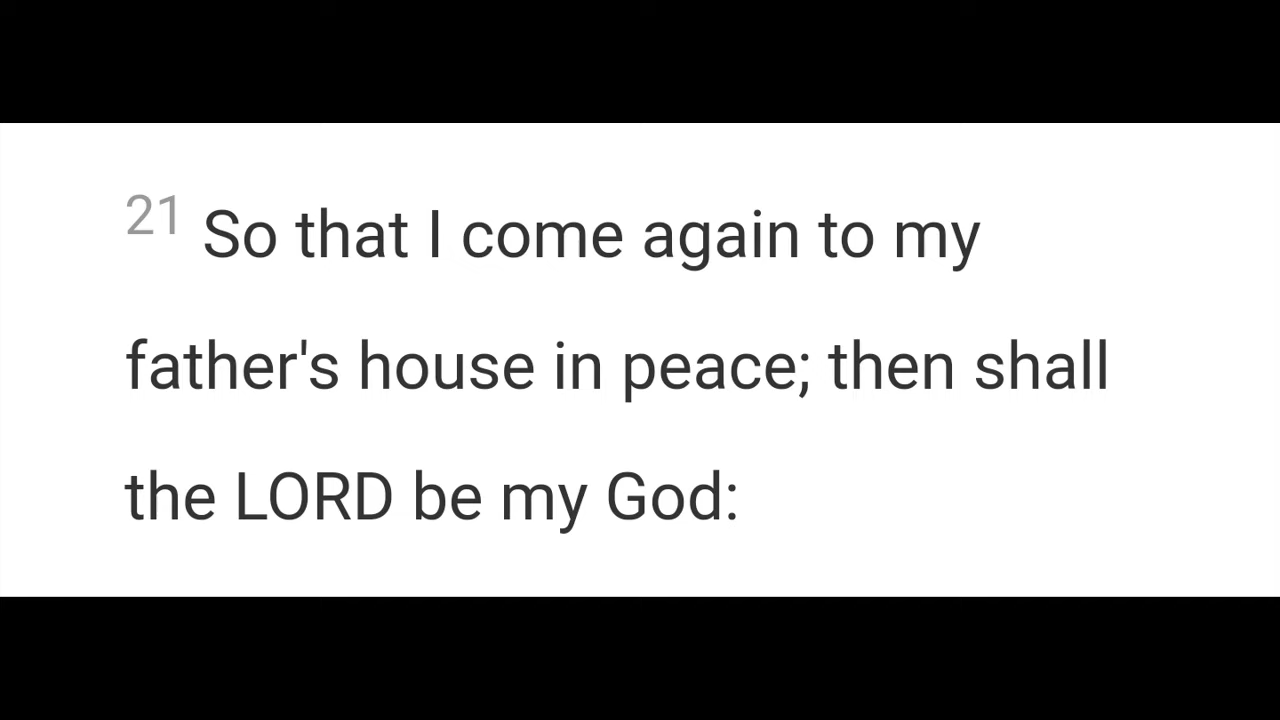 21 So that I come again to my
father's house in peace; then shall
the LORD be my God: